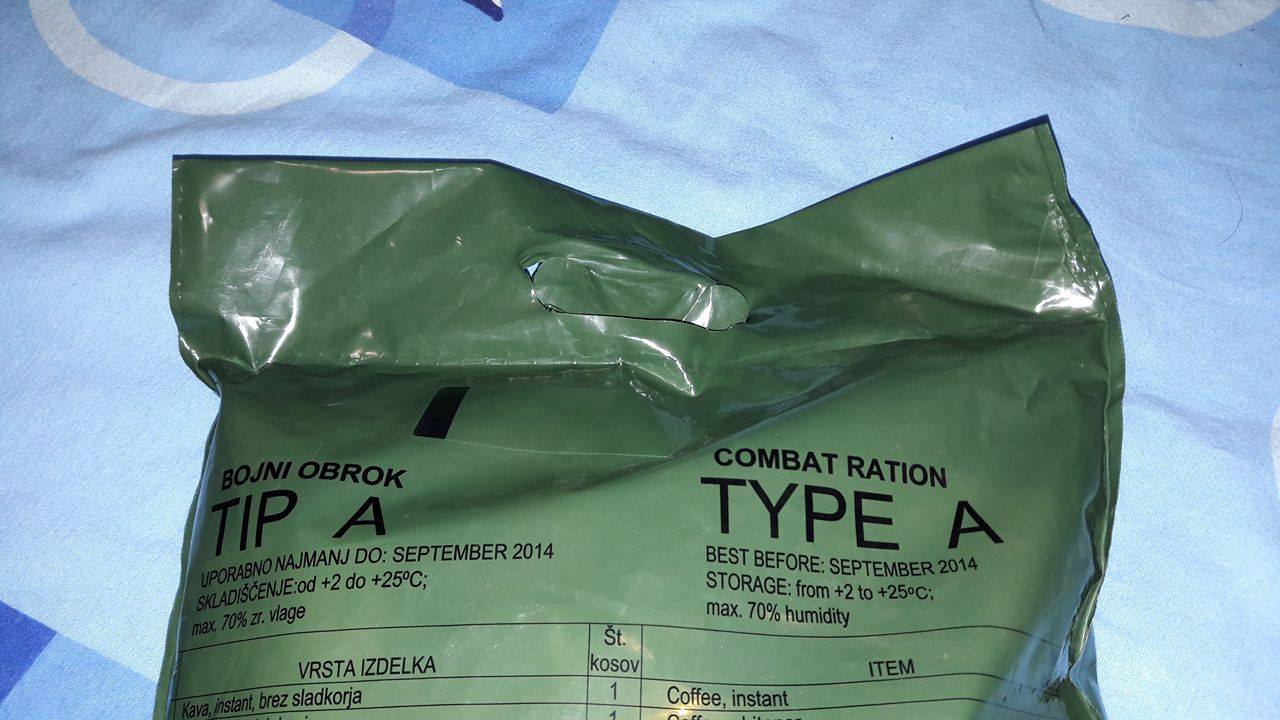 BOJNI OBROK
TIP A
UPORABNO NAJMANJ DO: SEPTEMBER 2014
SKLADIŠČENJE:od +2 do +25ºC;
max. 70% zr. vlage
COMBAT RATION
TYPE A
BEST BEFORE: SEPTEMBER 2014
STORAGE: from +2 to +25ºC;
max. 70% humidity
VRSTA IZDELKA Št. kosov ITEM
Kava, instant, brez sladkorja 1 Coffee, instant
1 Coffee